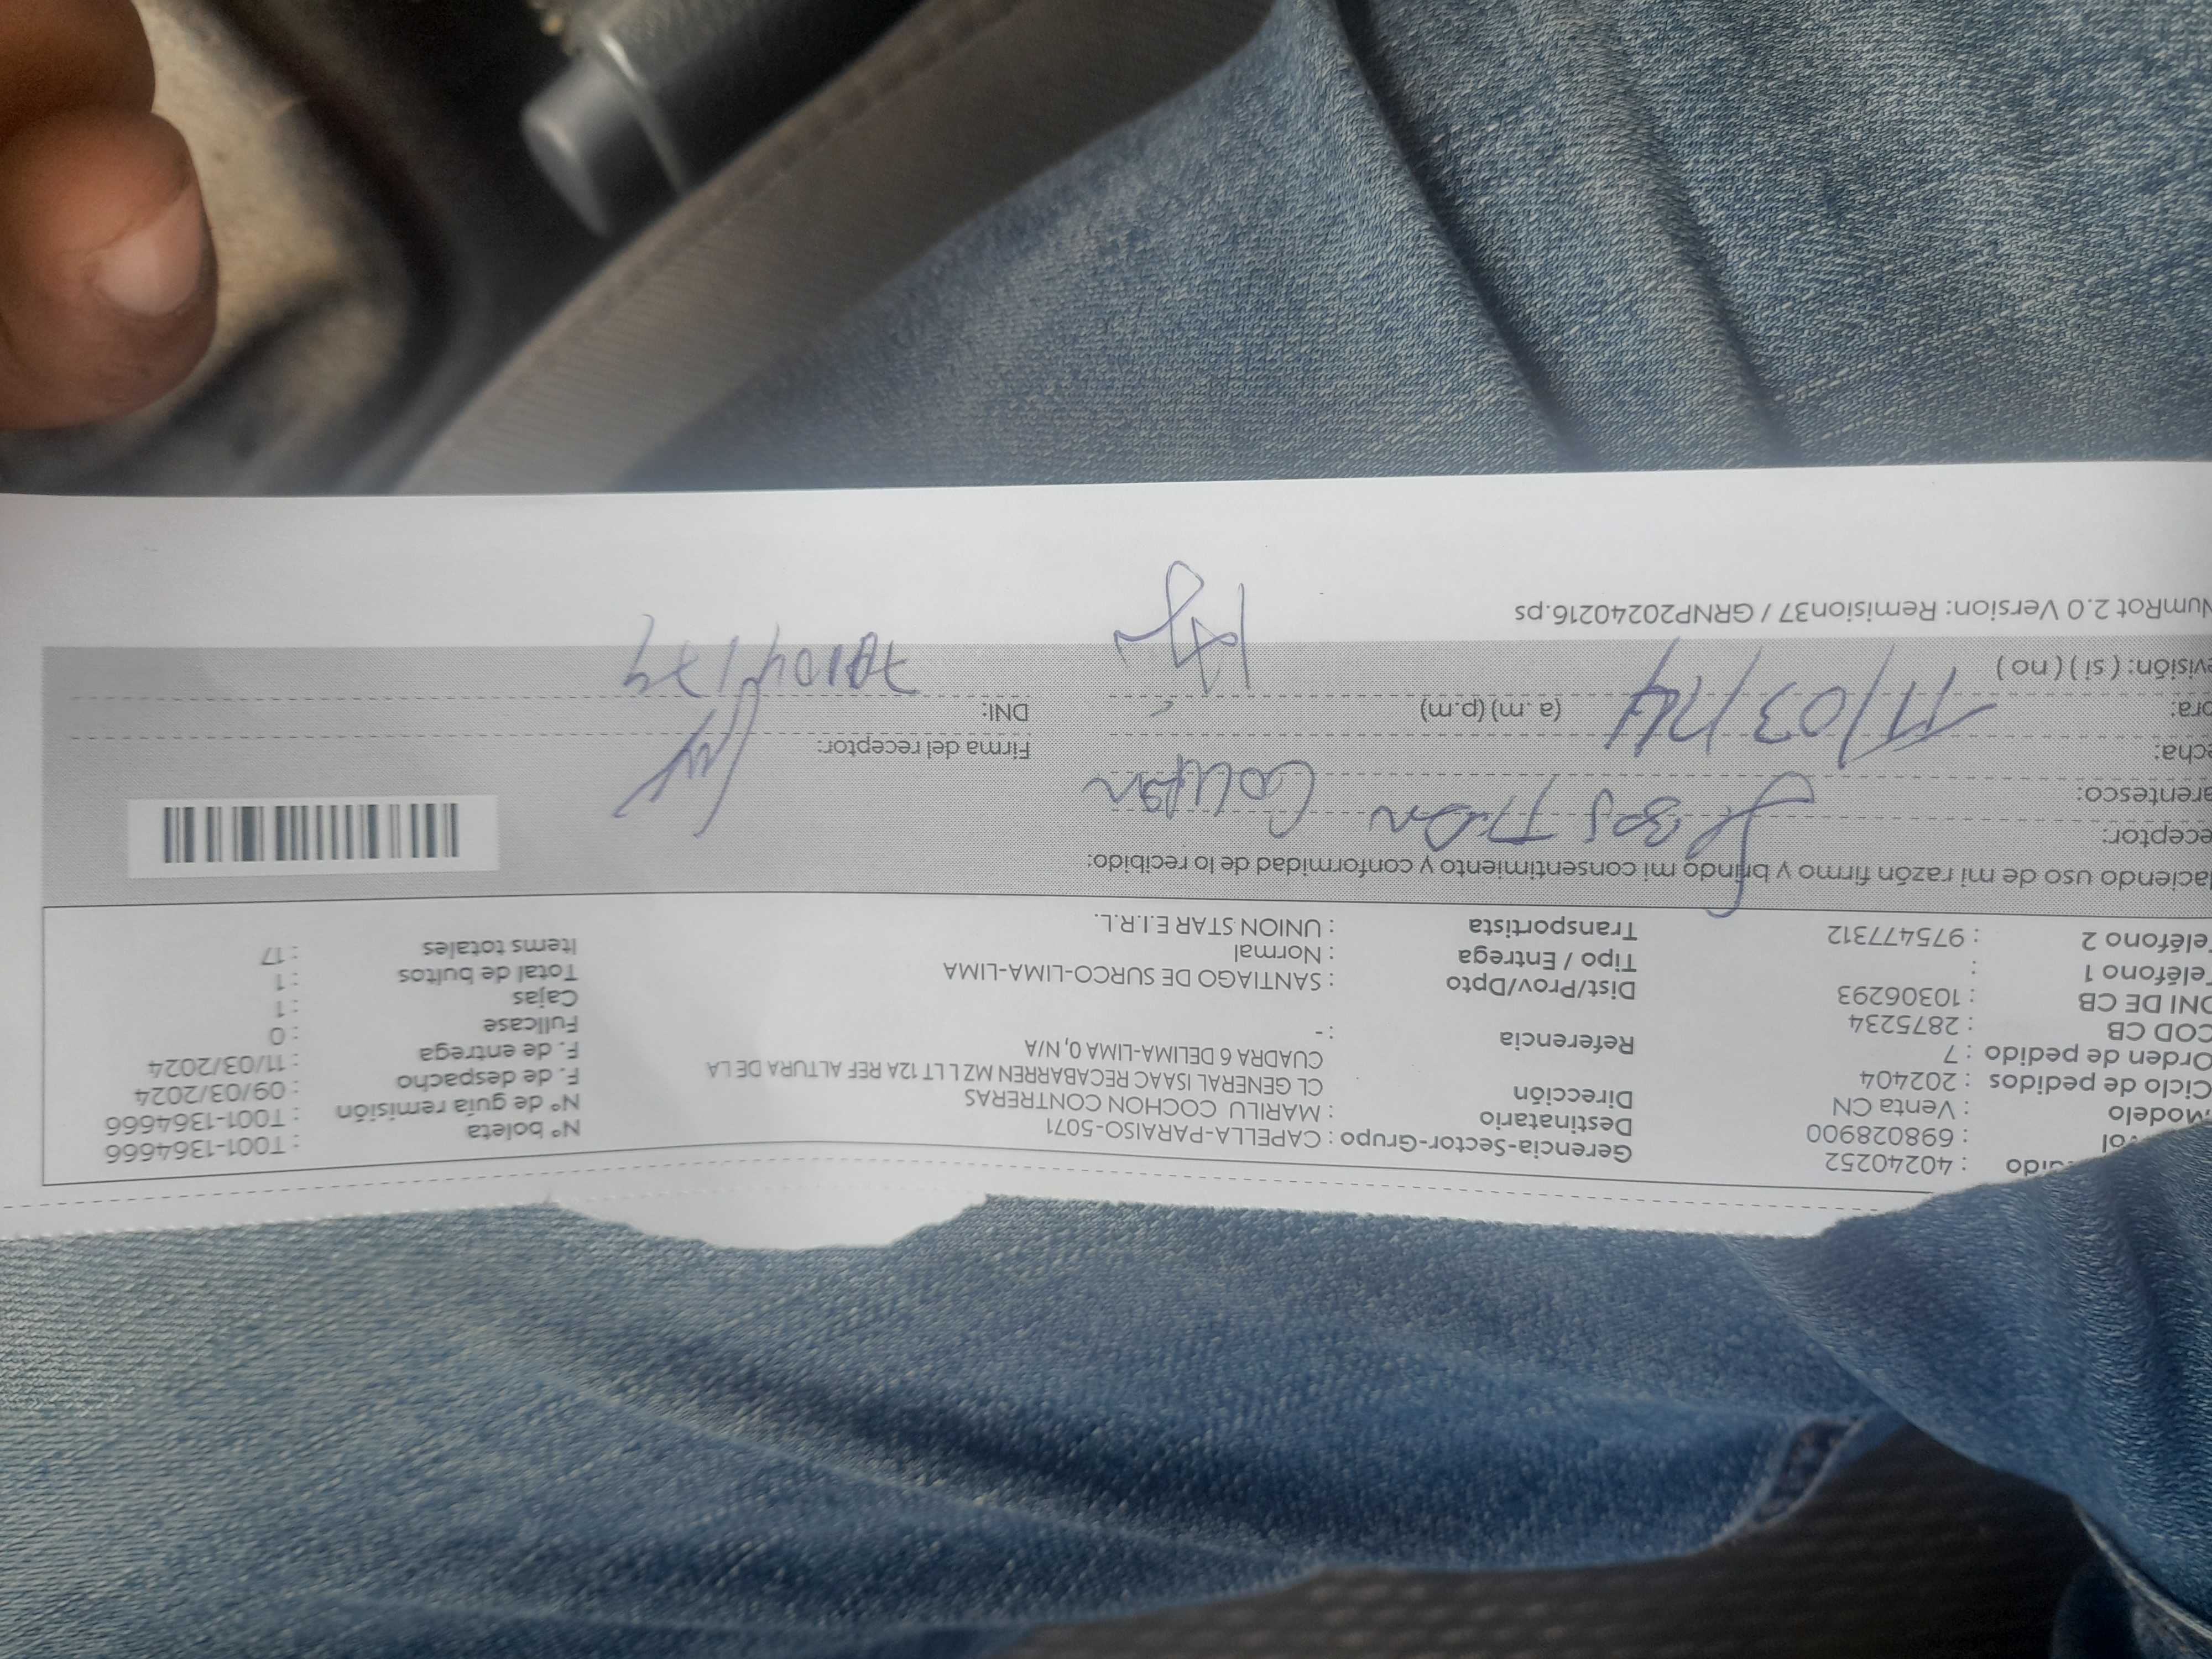 : 40240252
: 698028900
Modelo : Venta CN
Ciclo de pedidos : 202404
Orden de pedido : 7
COD CB : 2875234
DNI DE CB : 10306293
Teléfono 1 :
Teléfono 2 : 975477312
Gerencia-Sector-Grupo : CAPELLA-PARAISO-5071
Destinatario : MARILU COCHON CONTRERAS
Dirección CL GENERAL ISAAC RECABARREN MZ L LT 12A REF ALTURA DE LA
CUADRA 6 DELIMA-LIMA 0, N/A
Referencia : -
Dist/Prov/Dpto : SANTIAGO DE SURCO-LIMA-LIMA
Tipo / Entrega : Normal
Transportista : UNION STAR E.I.R.L.
N° boleta : T001-1364666
N° de guía remisión : T001-1364666
F. de despacho : 09/03/2024
F. de entrega : 11/03/2024
Fullcase : 0
Cajas : 1
Total de bultos : 1
Items totales : 17
Haciendo uso de mi razón firmo y brindo mi consentimiento y conformidad de lo recibido:
eceptor:
arentesco:
echa: 11/03/24
ora: (a. m) (p.m)
evisión: ( si ) ( no )
Firma del receptor:
DNI:
NumRot 2.0 Version: Remision37 / GRNP20240216.ps